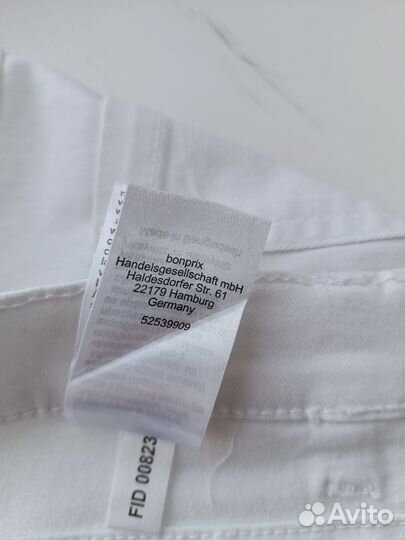 bonprix
Handelsgesellschaft mbH
Haldesdorfer Str. 61
22179 Hamburg
Germany
52539909
FID 00823
Avito